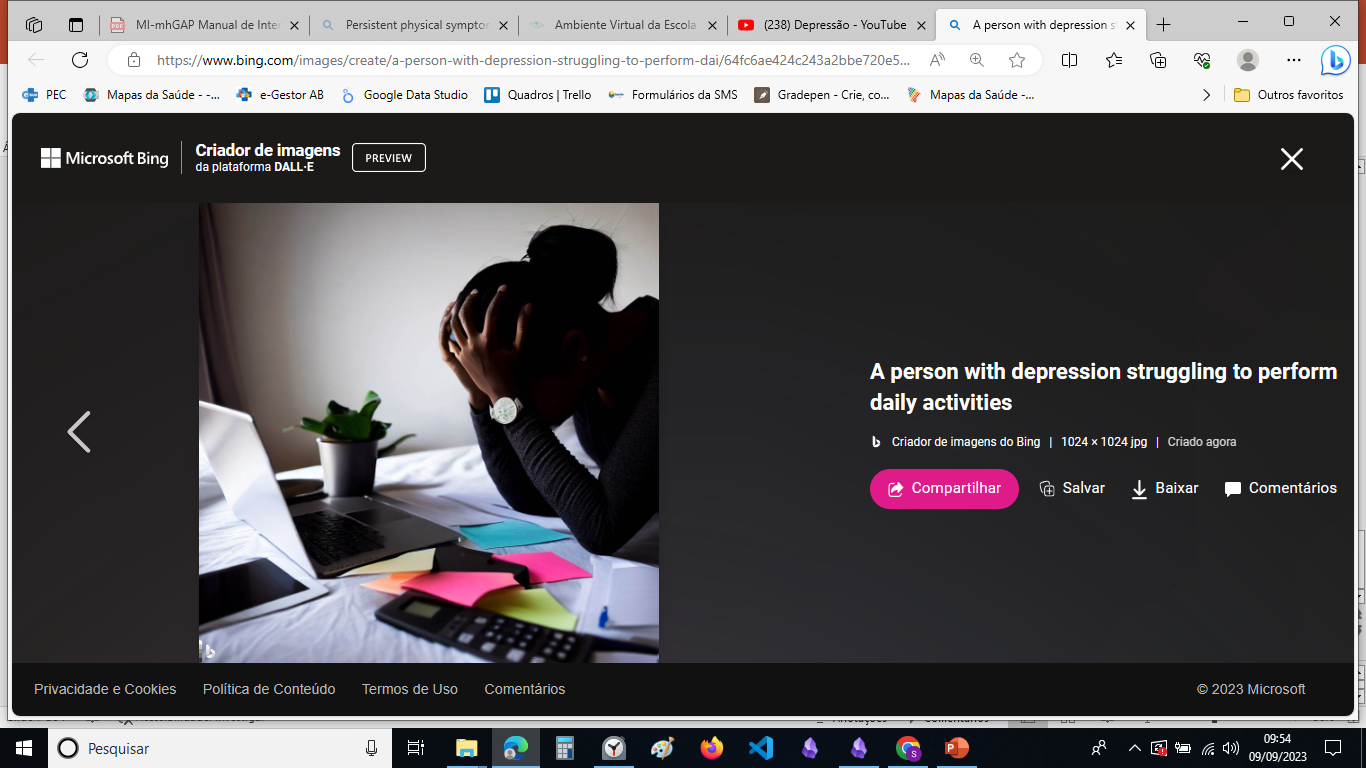 MI-mhGAP Manual de Inter
Persistent physical symptom
Ambiente Virtual da Escola
(238) Depressão - YouTube
A person with depression s
https://www.bing.com/images/create/a-person-with-depression-struggling-to-perform-dai/64fc6ae424c243a2bbe720e5...
PEC
Mapas da Saúde - -...
e-Gestor AB
Google Data Studio
Quadros | Trello
Formulários da SMS
Gradepen - Crie, co...
Mapas da Saúde -...
Outros favoritos
Microsoft Bing
Criador de imagens
da plataforma DALL·E
PREVIEW
A person with depression struggling to perform
daily activities
Criador de imagens do Bing | 1024 × 1024 jpg | Criado agora
Compartilhar
Salvar
Baixar
Comentários
Privacidade e Cookies
Política de Conteúdo
Termos de Uso
Comentários
© 2023 Microsoft
Pesquisar
09:54
09/09/2023